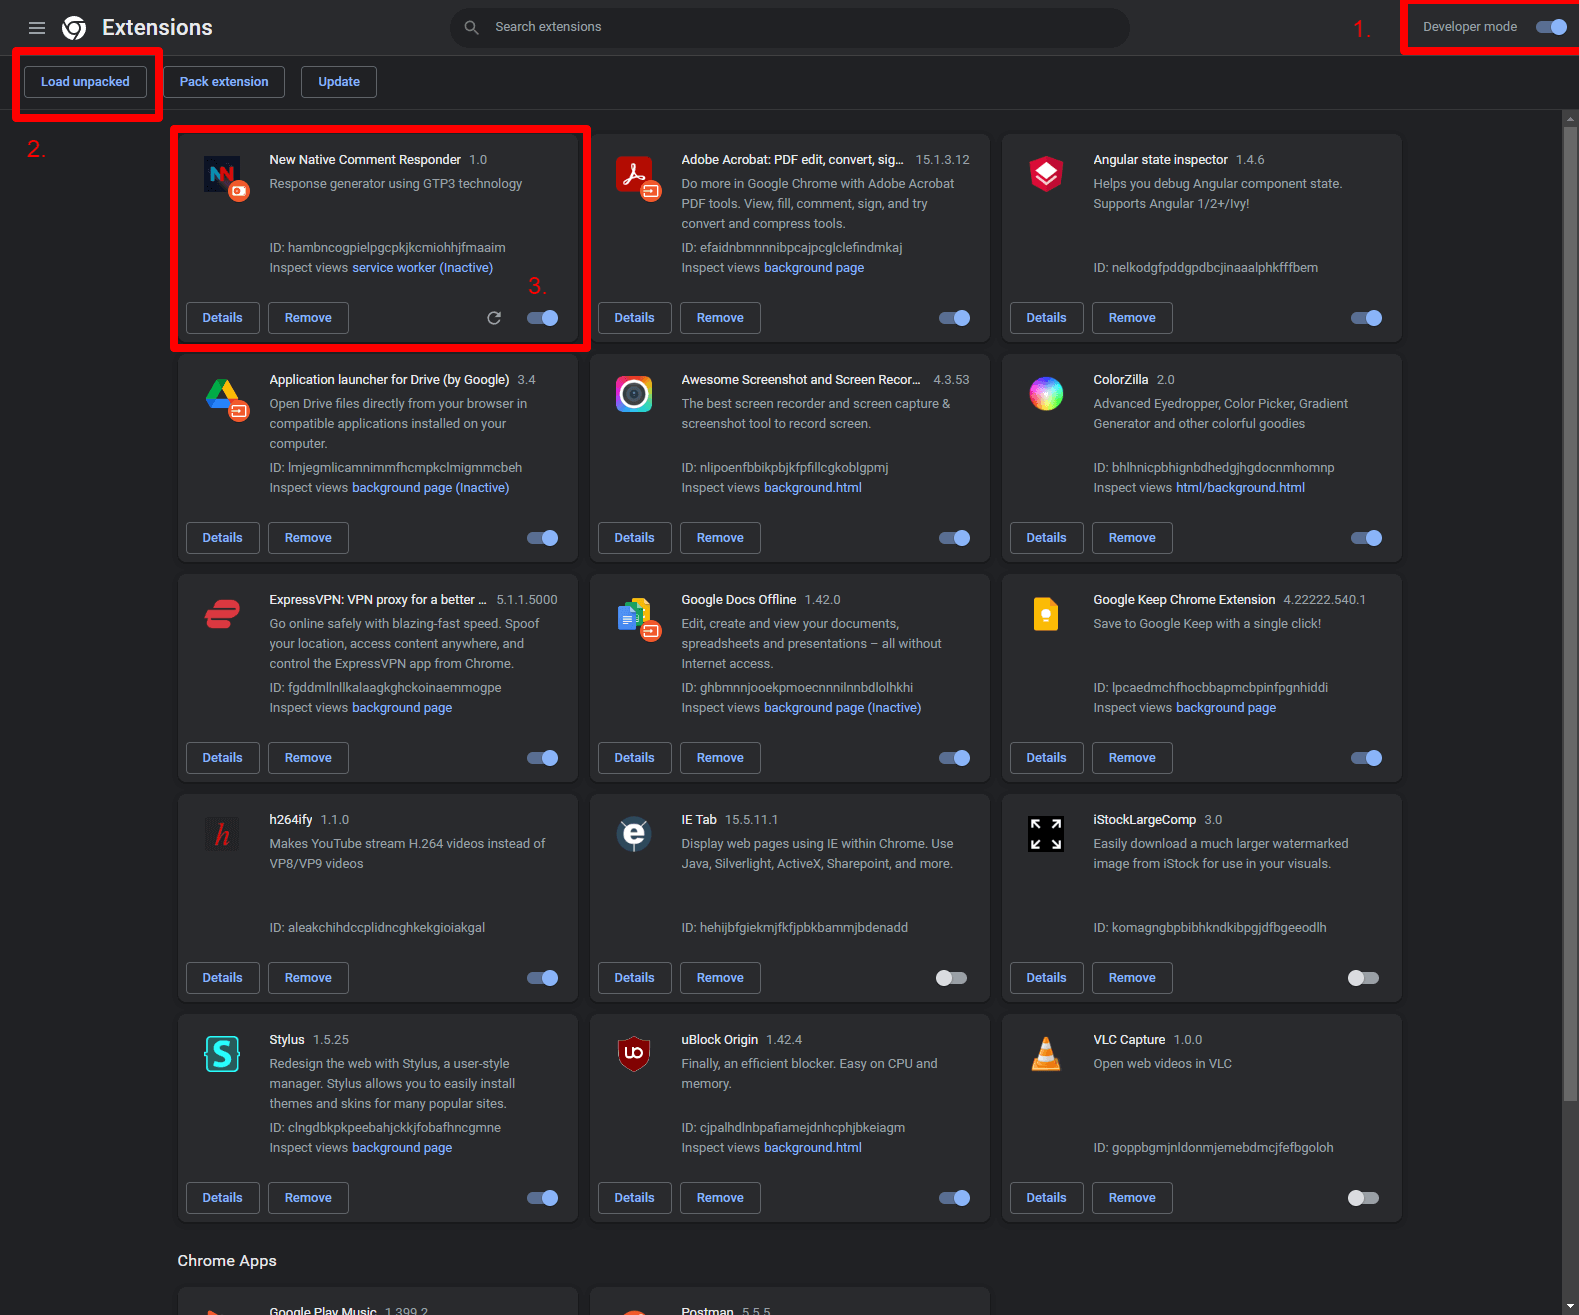 Extensions
Search extensions
1.
Developer mode
Load unpacked
Pack extension
Update
2.
New Native Comment Responder 1.0
Response generator using GTP3 technology
ID: hambncogpielpgcpkjkcmiohhjfmaaim
Inspect views service worker (Inactive)
3.
Details
Remove
Adobe Acrobat: PDF edit, convert, sig... 15.1.3.12
Do more in Google Chrome with Adobe Acrobat
PDF tools. View, fill, comment, sign, and try
convert and compress tools.
ID: efaidnbmnnnibpcajpcglclefindmkaj
Inspect views background page
Details
Remove
Angular state inspector 1.4.6
Helps you debug Angular component state.
Supports Angular 1/2+/Ivy!
ID: nelkodgfpddgpdbcjinaaalphkfffbem
Details
Remove
Application launcher for Drive (by Google) 3.4
Open Drive files directly from your browser in
compatible applications installed on your
computer.
ID: lmjegmlicamnimmfhcmpkclmigmmcbeh
Inspect views background page (Inactive)
Details
Remove
Awesome Screenshot and Screen Recor... 4.3.53
The best screen recorder and screen capture &
screenshot tool to record screen.
ID: nlipoenfbbikpbjkfpfillcgkoblgpmj
Inspect views background.html
Details
Remove
ColorZilla 2.0
Advanced Eyedropper, Color Picker, Gradient
Generator and other colorful goodies
ID: bhlhnicpbhignbdhedgjhgdocnmhomnp
Inspect views html/background.html
Details
Remove
ExpressVPN: VPN proxy for a better ... 5.1.1.5000
Go online safely with blazing-fast speed. Spoof
your location, access content anywhere, and
control the ExpressVPN app from Chrome.
ID: fgddmllnllkalaagkghckoinaemmogpe
Inspect views background page
Details
Remove
Google Docs Offline 1.42.0
Edit, create and view your documents,
spreadsheets and presentations – all without
Internet access.
ID: ghbmnnjooekpmoecnnnilnnbdlolhkhi
Inspect views background page (Inactive)
Details
Remove
Google Keep Chrome Extension 4.22222.540.1
Save to Google Keep with a single click!
ID: lpcaedmchfhocbbapmcbpinfpgnhiddi
Inspect views background page
Details
Remove
h
h264ify 1.1.0
Makes YouTube stream H.264 videos instead of
VP8/VP9 videos
ID: aleakchihdccplidncghkekgioiakgal
Details
Remove
e
IE Tab 15.5.11.1
Display web pages using IE within Chrome. Use
Java, Silverlight, ActiveX, Sharepoint, and more.
ID: hehijbfgiekmjfkfjpbkbammjbdenadd
Details
Remove
iStockLargeComp 3.0
Easily download a much larger watermarked
image from iStock for use in your visuals.
ID: komagngbpbibhkndkibpgjdfbgeeodlh
Details
Remove
S
Stylus 1.5.25
Redesign the web with Stylus, a user-style
manager. Stylus allows you to easily install
themes and skins for many popular sites.
ID: clngdbkpkpeebahjckkjfobafhncgmne
Inspect views background page
Details
Remove
uBlock Origin 1.42.4
Finally, an efficient blocker. Easy on CPU and
memory.
ID: cjpalhdlnbpafiamejdnhcphjbkeiagm
Inspect views background.html
Details
Remove
VLC Capture 1.0.0
Open web videos in VLC
ID: goppbgmjnldonmjemebdmcjfefbgoloh
Details
Remove
Chrome Apps
Google Play Music 1.399.2
Postman 5.5.5